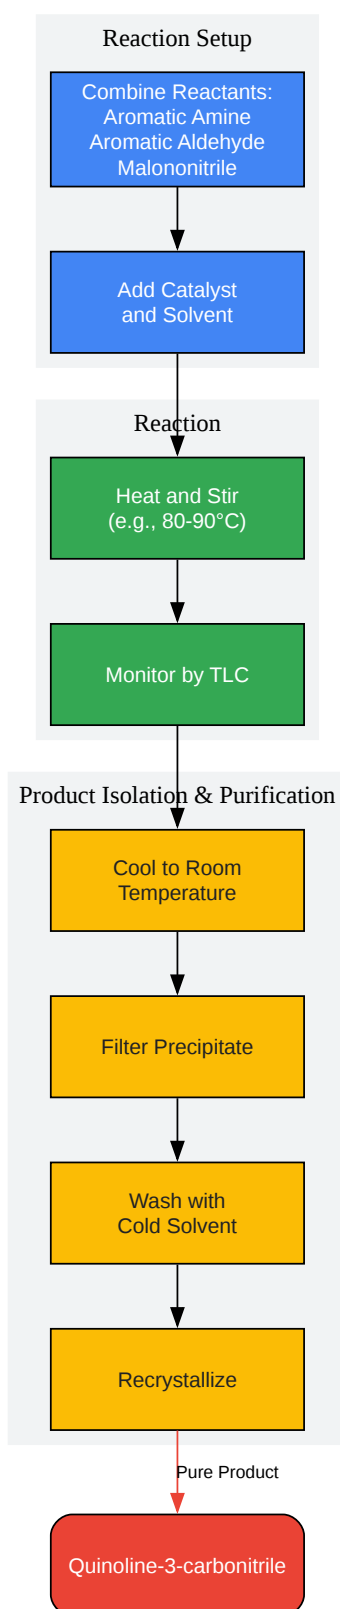 Reaction Setup
Combine Reactants:
Aromatic Amine
Aromatic Aldehyde
Malononitrile
Add Catalyst
and Solvent
Reaction
Heat and Stir
(e.g., 80-90°C)
Monitor by TLC
Product Isolation & Purification
Cool to Room
Temperature
Filter Precipitate
Wash with
Cold Solvent
Recrystallize
Pure Product
Quinoline-3-carbonitrile